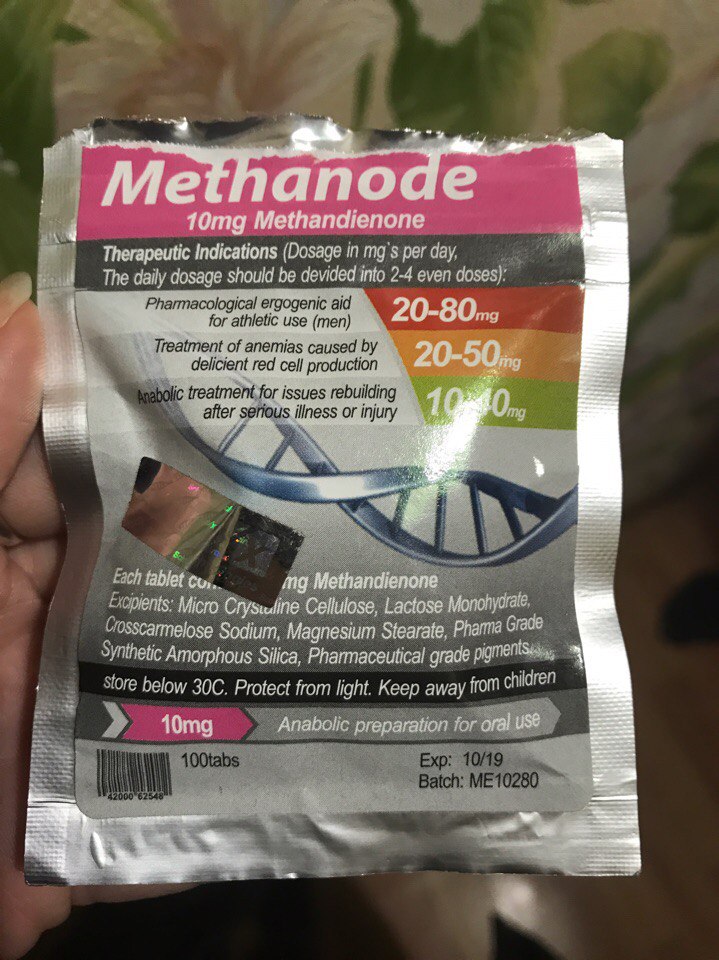 Methanode
10mg Methandienone
Therapeutic Indications (Dosage in mg`s per day,
The daily dosage should be devided into 2-4 even doses):
Pharmacological ergogenic aid
for athletic use (men)
20-80mg
Treatment of anemias caused by
delicient red cell production
20-50mg
Anabolic treatment for issues rebuilding
after serious illness or injury
10-40mg
Each tablet mg Methandienone
Excipients: Micro Crystalline Cellulose, Lactose Monohydrate,
Crosscarmelose Sodium, Magnesium Stearate, Pharma Grade
Synthetic Amorphous Silica, Pharmaceutical grade pigments.
store below 30C. Protect from light. Keep away from children
10mg
Anabolic preparation for oral use
100tabs
Exp: 10/19
Batch: ME10280
42000 62548